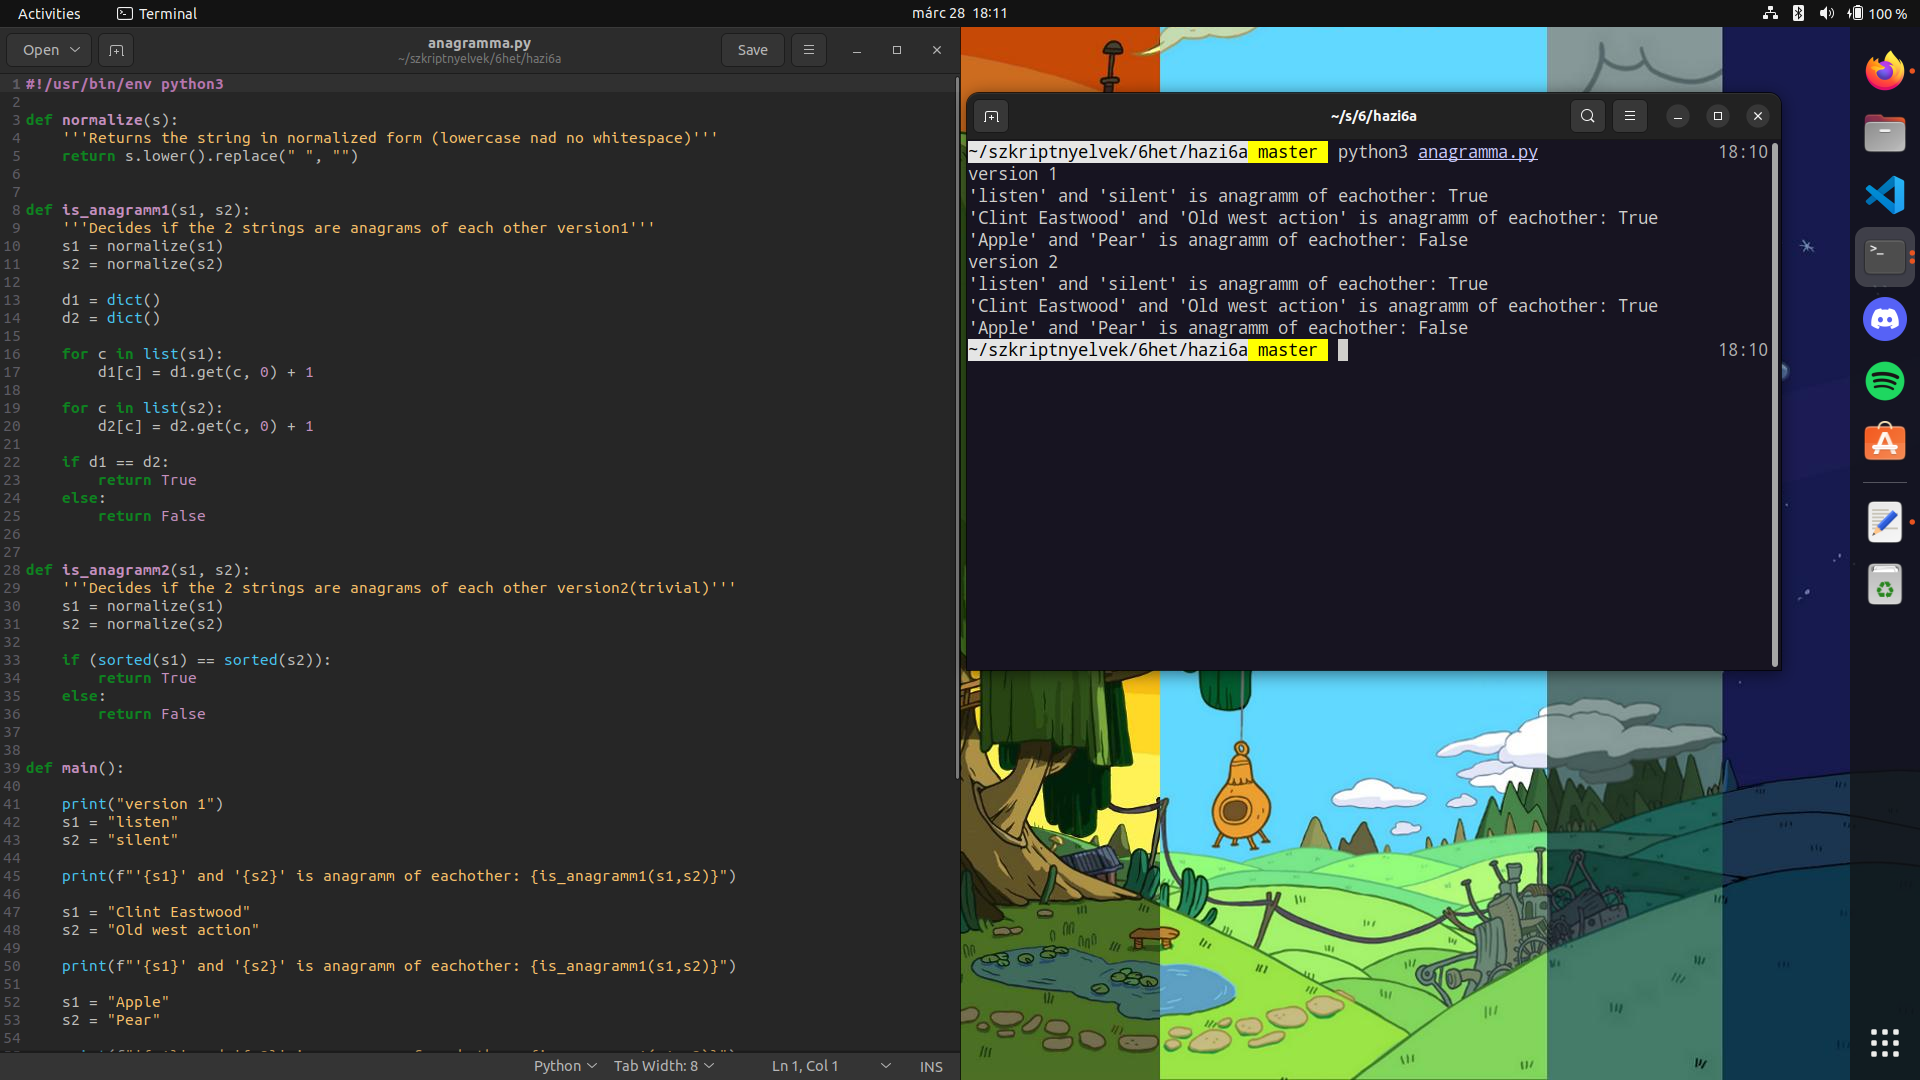 Activities Terminal márc 28 18:11 100 %
Open anagramma.py Save
~/szkriptnyelvek/6het/hazi6a
1 #!/usr/bin/env python3
2
3 def normalize(s):
4     '''Returns the string in normalized form (lowercase nad no whitespace)'''
5     return s.lower().replace(" ", "")
6
7
8 def is_anagramm1(s1, s2):
9     '''Decides if the 2 strings are anagrams of each other version1'''
10     s1 = normalize(s1)
11     s2 = normalize(s2)
12
13     d1 = dict()
14     d2 = dict()
15
16     for c in list(s1):
17         d1[c] = d1.get(c, 0) + 1
18
19     for c in list(s2):
20         d2[c] = d2.get(c, 0) + 1
21
22     if d1 == d2:
23         return True
24     else:
25         return False
26
27
28 def is_anagramm2(s1, s2):
29     '''Decides if the 2 strings are anagrams of each other version2(trivial)'''
30     s1 = normalize(s1)
31     s2 = normalize(s2)
32
33     if (sorted(s1) == sorted(s2)):
34         return True
35     else:
36         return False
37
38
39 def main():
40
41     print("version 1")
42     s1 = "listen"
43     s2 = "silent"
44
45     print(f"'{s1}' and '{s2}' is anagramm of eachother: {is_anagramm1(s1,s2)}")
46
47     s1 = "Clint Eastwood"
48     s2 = "Old west action"
49
50     print(f"'{s1}' and '{s2}' is anagramm of eachother: {is_anagramm1(s1,s2)}")
51
52     s1 = "Apple"
53     s2 = "Pear"
54
Python Tab Width: 8 Ln 1, Col 1 INS
~/s/6/hazi6a
~/szkriptnyelvek/6het/hazi6a master python3 anagramma.py 18:10
version 1
'listen' and 'silent' is anagramm of eachother: True
'Clint Eastwood' and 'Old west action' is anagramm of eachother: True
'Apple' and 'Pear' is anagramm of eachother: False
version 2
'listen' and 'silent' is anagramm of eachother: True
'Clint Eastwood' and 'Old west action' is anagramm of eachother: True
'Apple' and 'Pear' is anagramm of eachother: False
~/szkriptnyelvek/6het/hazi6a master 18:10